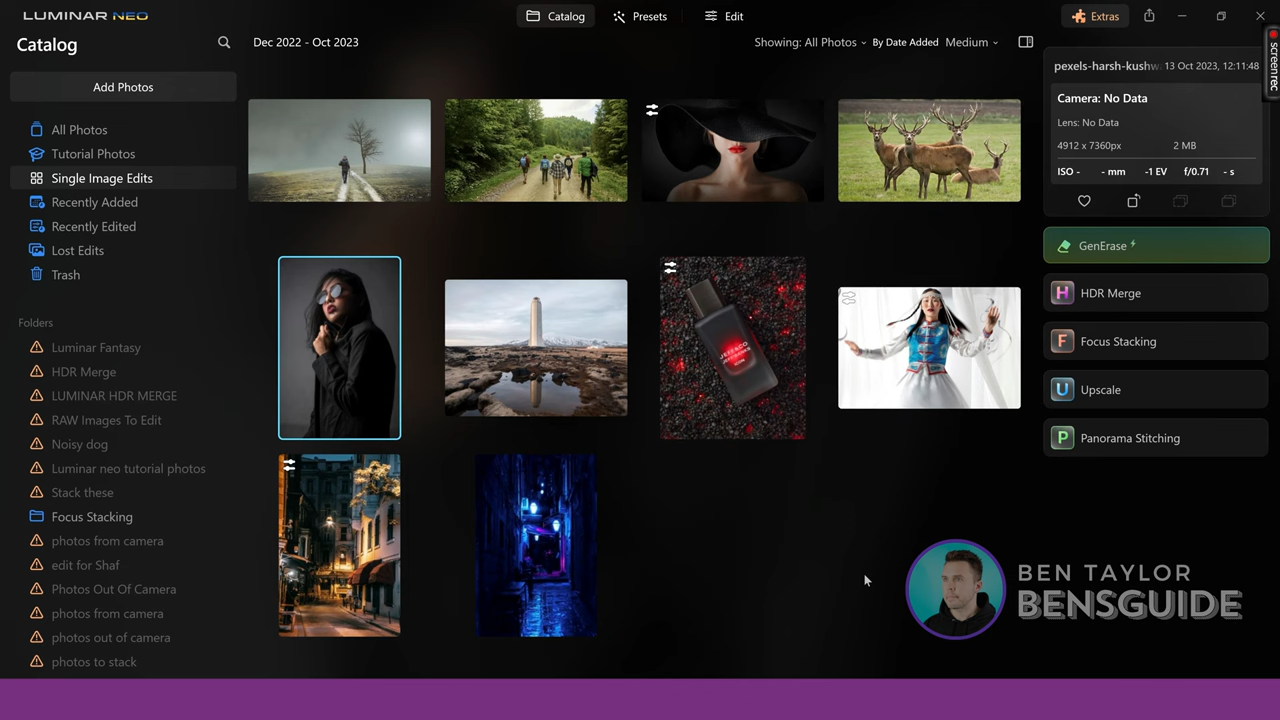 LUMINAR NEO
Catalog
Presets
Edit
Extras
Catalog
Dec 2022 - Oct 2023
Showing: All Photos
By Date Added
Medium
screenrec
Add Photos
All Photos
Tutorial Photos
Single Image Edits
Recently Added
Recently Edited
Lost Edits
Trash
Folders
Luminar Fantasy
HDR Merge
LUMINAR HDR MERGE
RAW Images To Edit
Noisy dog
Luminar neo tutorial photos
Stack these
Focus Stacking
photos from camera
edit for Shaf
Photos Out Of Camera
photos from camera
photos out of camera
photos to stack
pexels-harsh-kushw 13 Oct 2023, 12:11:48
Camera: No Data
Lens: No Data
4912 x 7360px 2 MB
ISO - - mm -1 EV f/0.71 - s
GenErase
H HDR Merge
F Focus Stacking
U Upscale
P Panorama Stitching
BEN TAYLOR
BENSGUIDE